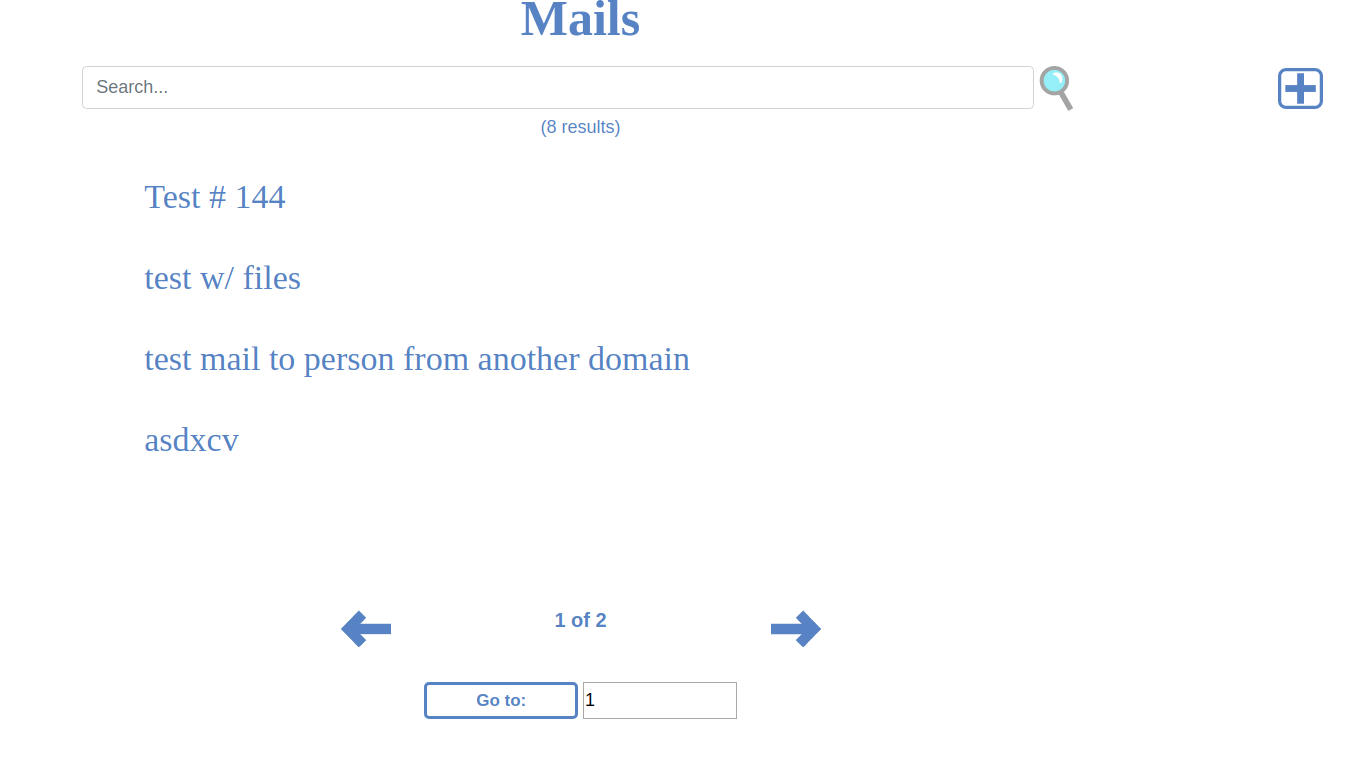 Mails
Search...
(8 results)
Test # 144
test w/ files
test mail to person from another domain
asdxcv
1 of 2
Go to:
1